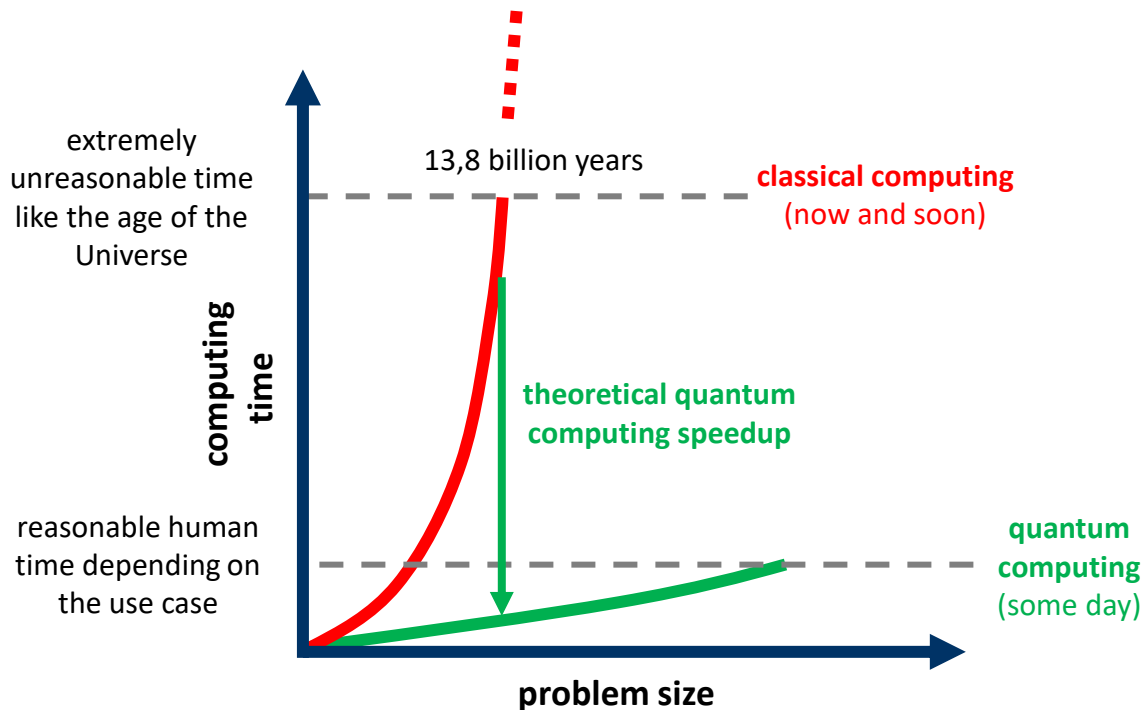 extremely
unreasonable time
like the age of the
Universe
13,8 billion years
classical computing
(now and soon)
computing
time
theoretical quantum
computing speedup
reasonable human
time depending on
the use case
quantum
computing
(some day)
problem size